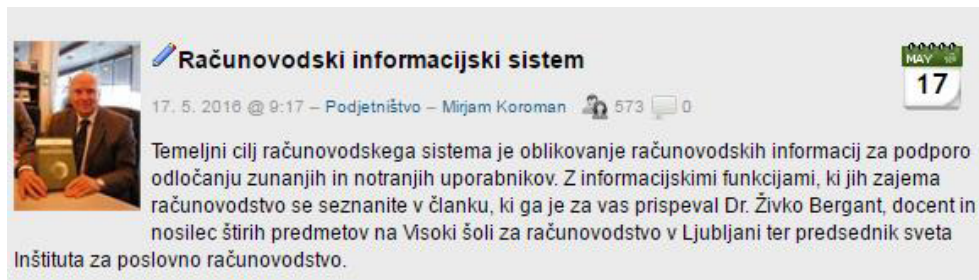 Računovodski informacijski sistem
MAY
17
17. 5. 2016 @ 9:17 – Podjetništvo – Mirjam Koroman 573 0
Temeljni cilj računovodskega sistema je oblikovanje računovodskih informacij za podporo
odločanju zunanjih in notranjih uporabnikov. Z informacijskimi funkcijami, ki jih zajema
računovodstvo se seznanite v članku, ki ga je za vas prispeval Dr. Živko Bergant, docent in
nosilec štirih predmetov na Visoki šoli za računovodstvo v Ljubljani ter predsednik sveta
Inštituta za poslovno računovodstvo.